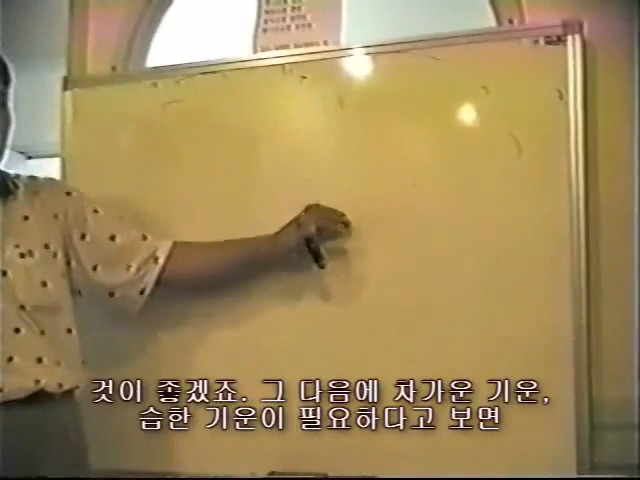 것이 좋겠죠. 그 다음에 차가운 기운,
습한 기운이 필요하다고 보면